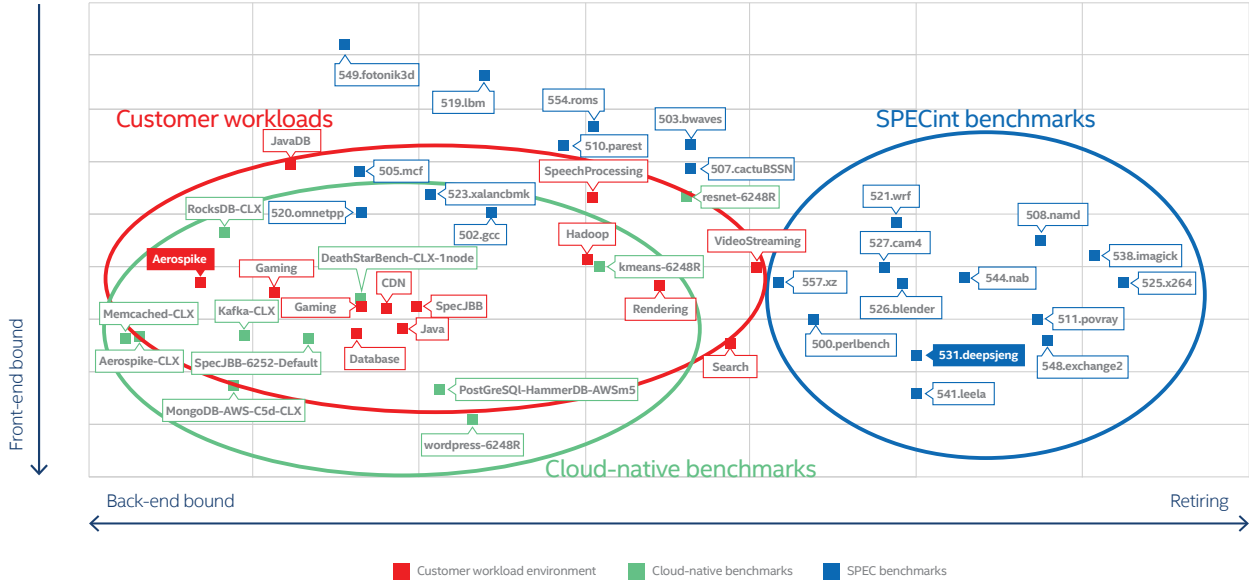 549.fotonik3d
519.lbm
554.roms
503.bwaves
Customer workloads
SPECint benchmarks
JavaDB
510.parest
505.mcf
SpeechProcessing
507.cactuBSSN
523.xalancbmk
resnet-6248R
521.wrf
RocksDB-CLX
520.omnetpp
508.namd
502.gcc
Hadoop
VideoStreaming
527.cam4
Aerospike
DeathStarBench-CLX-1node
538.imagick
Gaming
kmeans-6248R
CDN
557.xz
544.nab
525.x264
Memcached-CLX
Kafka-CLX
Gaming
SpecJBB
Rendering
526.blender
511.povray
Java
500.perlbench
Aerospike-CLX
SpecJBB-6252-Default
Database
Search
531.deepsjeng
548.exchange2
MongoDB-AWS-C5d-CLX
PostGreSQl-HammerDB-AWSm5
541.leela
wordpress-6248R
Cloud-native benchmarks
Front-end bound
Back-end bound
Retiring
Customer workload environment
Cloud-native benchmarks
SPEC benchmarks